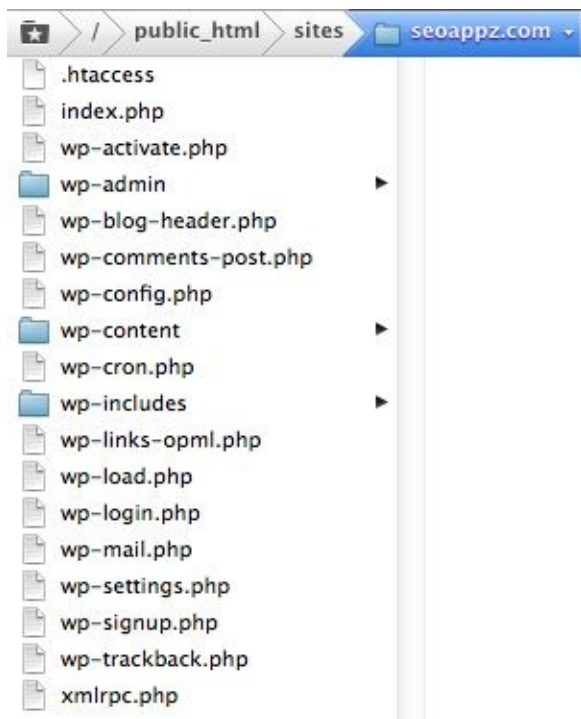 / public_html sites seoappz.com
.htaccess
index.php
wp-activate.php
wp-admin
wp-blog-header.php
wp-comments-post.php
wp-config.php
wp-content
wp-cron.php
wp-includes
wp-links-opml.php
wp-load.php
wp-login.php
wp-mail.php
wp-settings.php
wp-signup.php
wp-trackback.php
xmlrpc.php